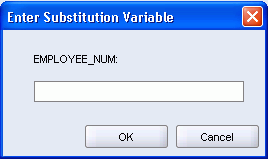 Enter Substitution Variable
EMPLOYEE_NUM:
OK
Cancel